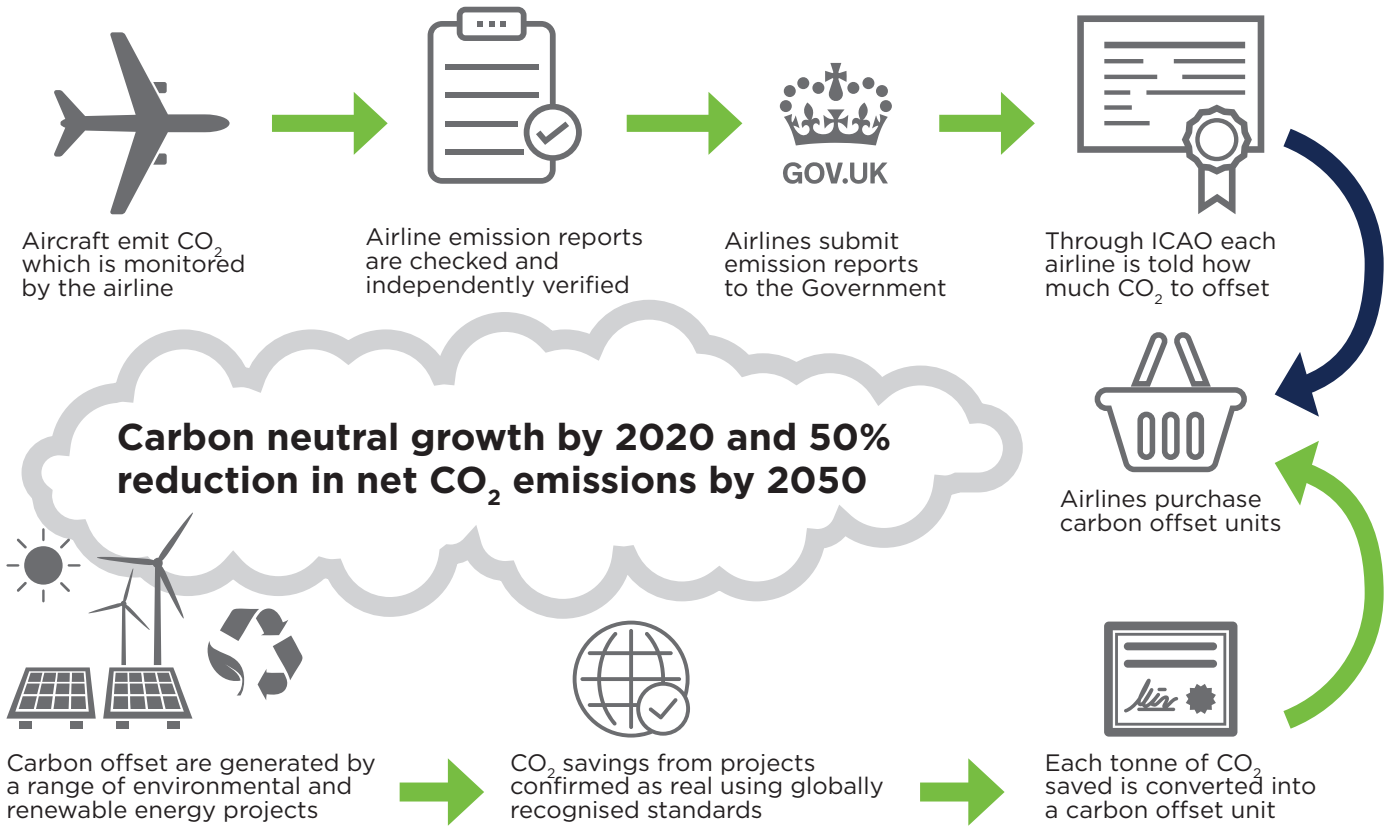 GOV.UK
Aircraft emit CO₂
which is monitored
by the airline
Airline emission reports
are checked and
independently verified
Airlines submit
emission reports
to the Government
Through ICAO each
airline is told how
much CO₂ to offset
Carbon neutral growth by 2020 and 50%
reduction in net CO₂ emissions by 2050
Airlines purchase
carbon offset units
Carbon offset are generated by
a range of environmental and
renewable energy projects
CO₂ savings from projects
confirmed as real using globally
recognised standards
Each tonne of CO₂
saved is converted into
a carbon offset unit